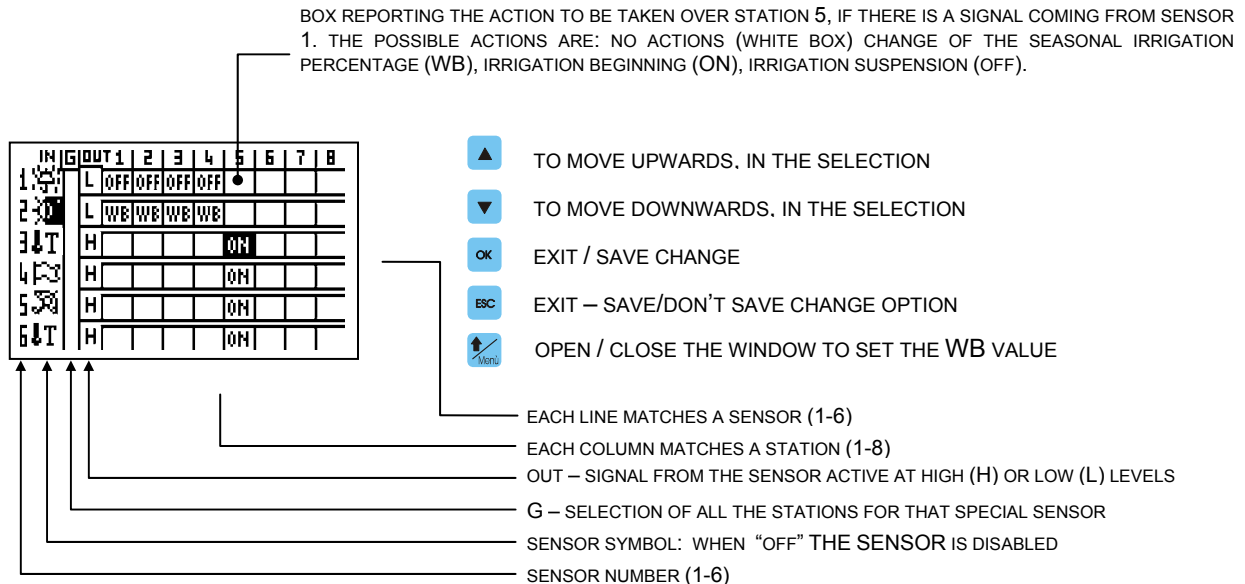 BOX REPORTING THE ACTION TO BE TAKEN OVER STATION 5, IF THERE IS A SIGNAL COMING FROM SENSOR
1. THE POSSIBLE ACTIONS ARE: NO ACTIONS (WHITE BOX) CHANGE OF THE SEASONAL IRRIGATION
PERCENTAGE (WB), IRRIGATION BEGINNING (ON), IRRIGATION SUSPENSION (OFF).
IN G OUT 1 2 3 4 5 6 7 8
1 L OFF OFF OFF OFF
2 L WB WB WB WB
3 T H ON
4 H ON
5 H ON
6 T H ON
TO MOVE UPWARDS, IN THE SELECTION
TO MOVE DOWNWARDS, IN THE SELECTION
OK EXIT / SAVE CHANGE
ESC EXIT – SAVE/DON'T SAVE CHANGE OPTION
Menù OPEN / CLOSE THE WINDOW TO SET THE WB VALUE
EACH LINE MATCHES A SENSOR (1-6)
EACH COLUMN MATCHES A STATION (1-8)
OUT – SIGNAL FROM THE SENSOR ACTIVE AT HIGH (H) OR LOW (L) LEVELS
G – SELECTION OF ALL THE STATIONS FOR THAT SPECIAL SENSOR
SENSOR SYMBOL: WHEN "OFF" THE SENSOR IS DISABLED
SENSOR NUMBER (1-6)